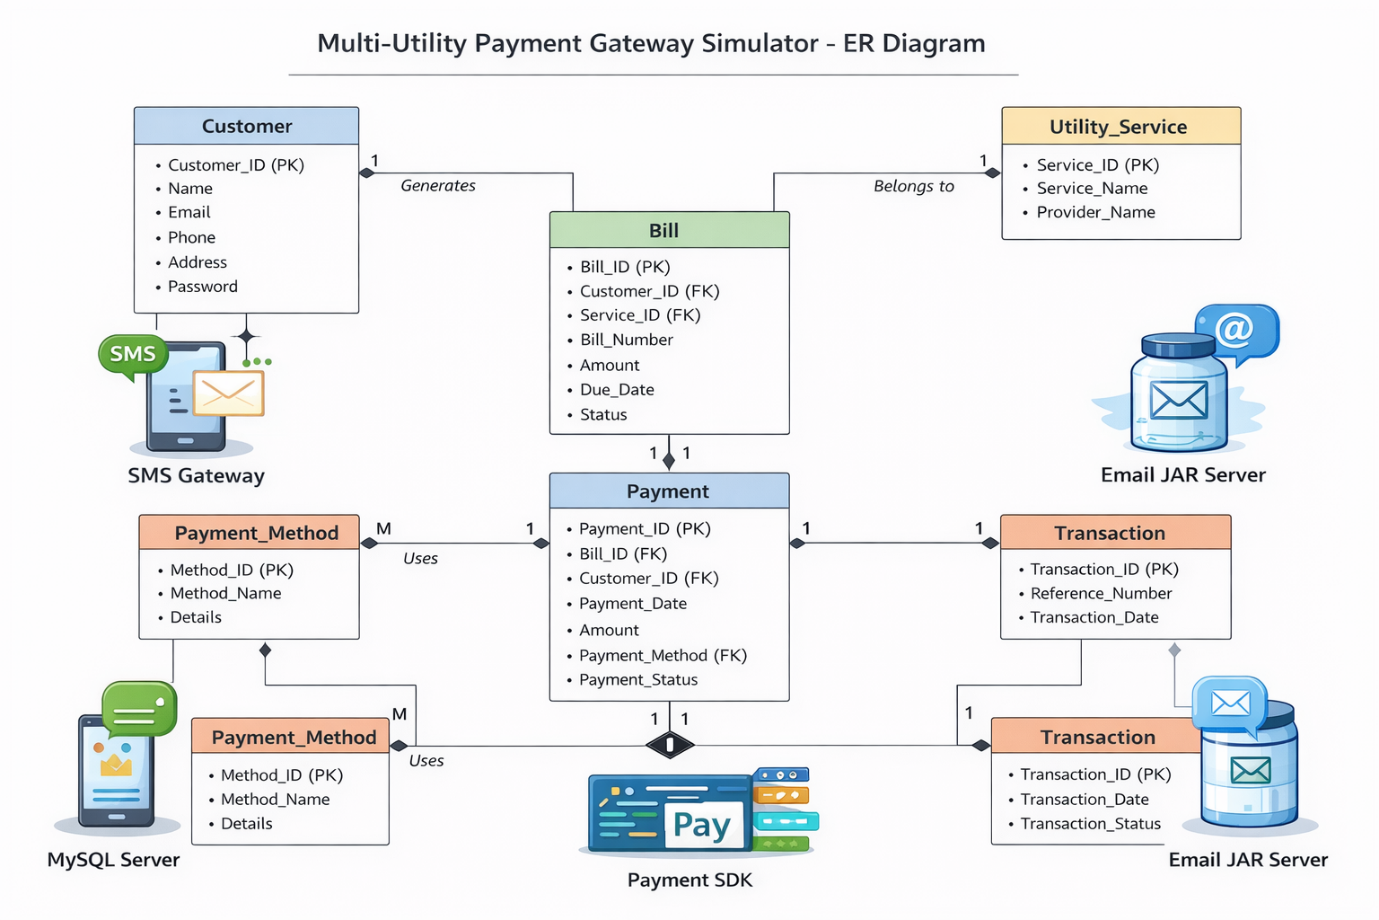 Multi-Utility Payment Gateway Simulator - ER Diagram
Customer
• Customer_ID (PK)
• Name
• Email
• Phone
• Address
• Password
1
Generates
Utility_Service
• Service_ID (PK)
• Service_Name
• Provider_Name
1
Belongs to
Bill
• Bill_ID (PK)
• Customer_ID (FK)
• Service_ID (FK)
• Bill_Number
• Amount
• Due_Date
• Status
1 1
SMS
SMS Gateway
@
Email JAR Server
Payment_Method
• Method_ID (PK)
• Method_Name
• Details
M
Uses
1
Payment
• Payment_ID (PK)
• Bill_ID (FK)
• Customer_ID (FK)
• Payment_Date
• Amount
• Payment_Method (FK)
• Payment_Status
1 1
1
1
Transaction
• Transaction_ID (PK)
• Reference_Number
• Transaction_Date
MySQL Server
Payment_Method
• Method_ID (PK)
• Method_Name
• Details
M
Uses
Pay
Payment SDK
1
Transaction
• Transaction_ID (PK)
• Transaction_Date
• Transaction_Status
Email JAR Server